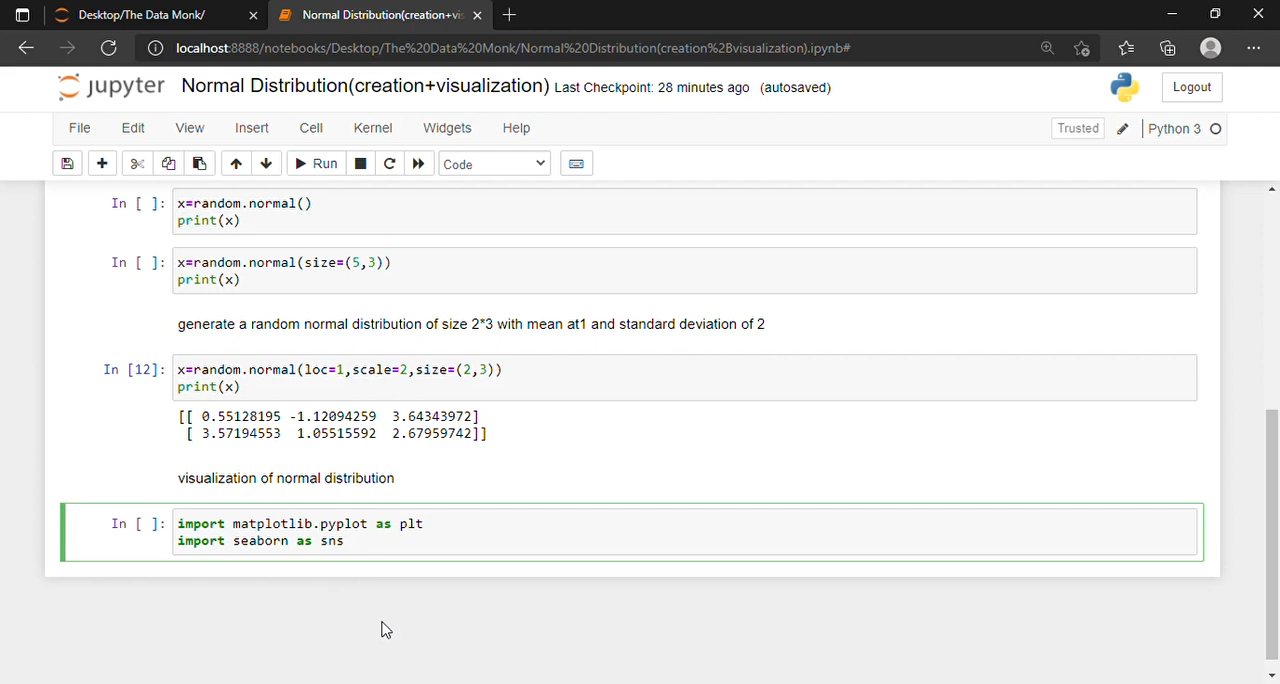 Desktop/The Data Monk/
Normal Distribution(creation+vis
localhost:8888/notebooks/Desktop/The%20Data%20Monk/Normal%20Distribution(creation%2Bvisualization).ipynb#
jupyter Normal Distribution(creation+visualization) Last Checkpoint: 28 minutes ago (autosaved)
Logout
File Edit View Insert Cell Kernel Widgets Help
Trusted Python 3
Run Code
In [ ]: x=random.normal()
print(x)
In [ ]: x=random.normal(size=(5,3))
print(x)
generate a random normal distribution of size 2*3 with mean at1 and standard deviation of 2
In [12]: x=random.normal(loc=1,scale=2,size=(2,3))
print(x)
[[ 0.55128195 -1.12094259 3.64343972]
[ 3.57194553 1.05515592 2.67959742]]
visualization of normal distribution
In [ ]: import matplotlib.pyplot as plt
import seaborn as sns